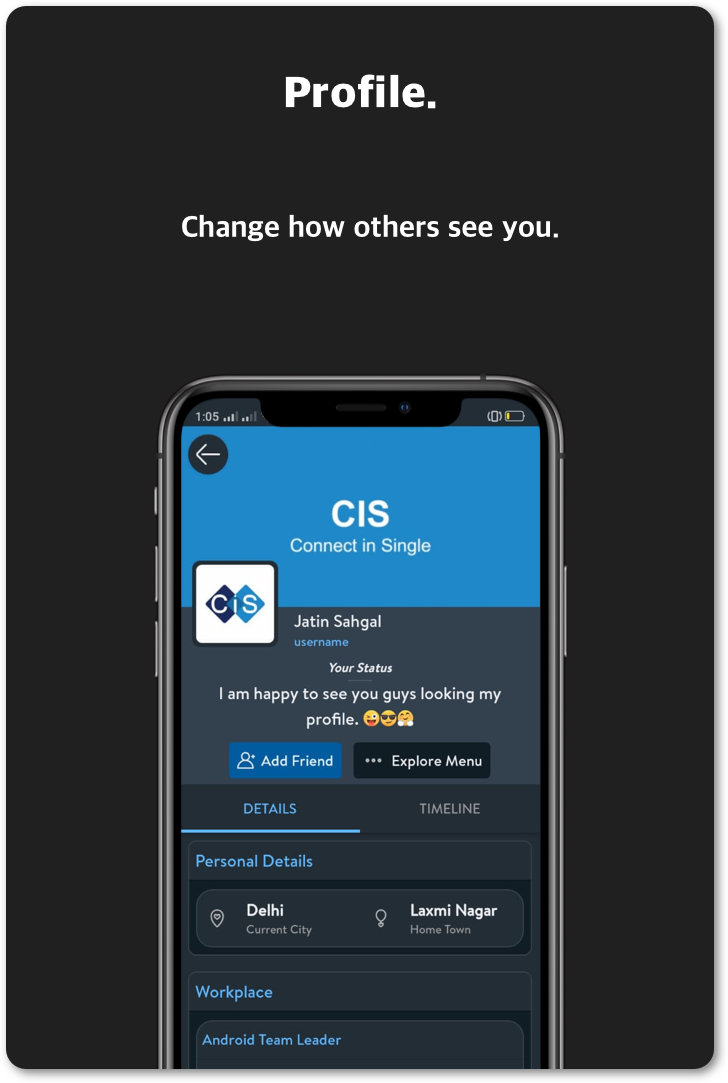 Profile.
Change how others see you.
1:05
CIS
Connect in Single
CiS
Jatin Sahgal
username
Your Status
I am happy to see you guys looking my
profile. 😜😎🤗
Add Friend
••• Explore Menu
DETAILS TIMELINE
Personal Details
Delhi Laxmi Nagar
Current City Home Town
Workplace
Android Team Leader